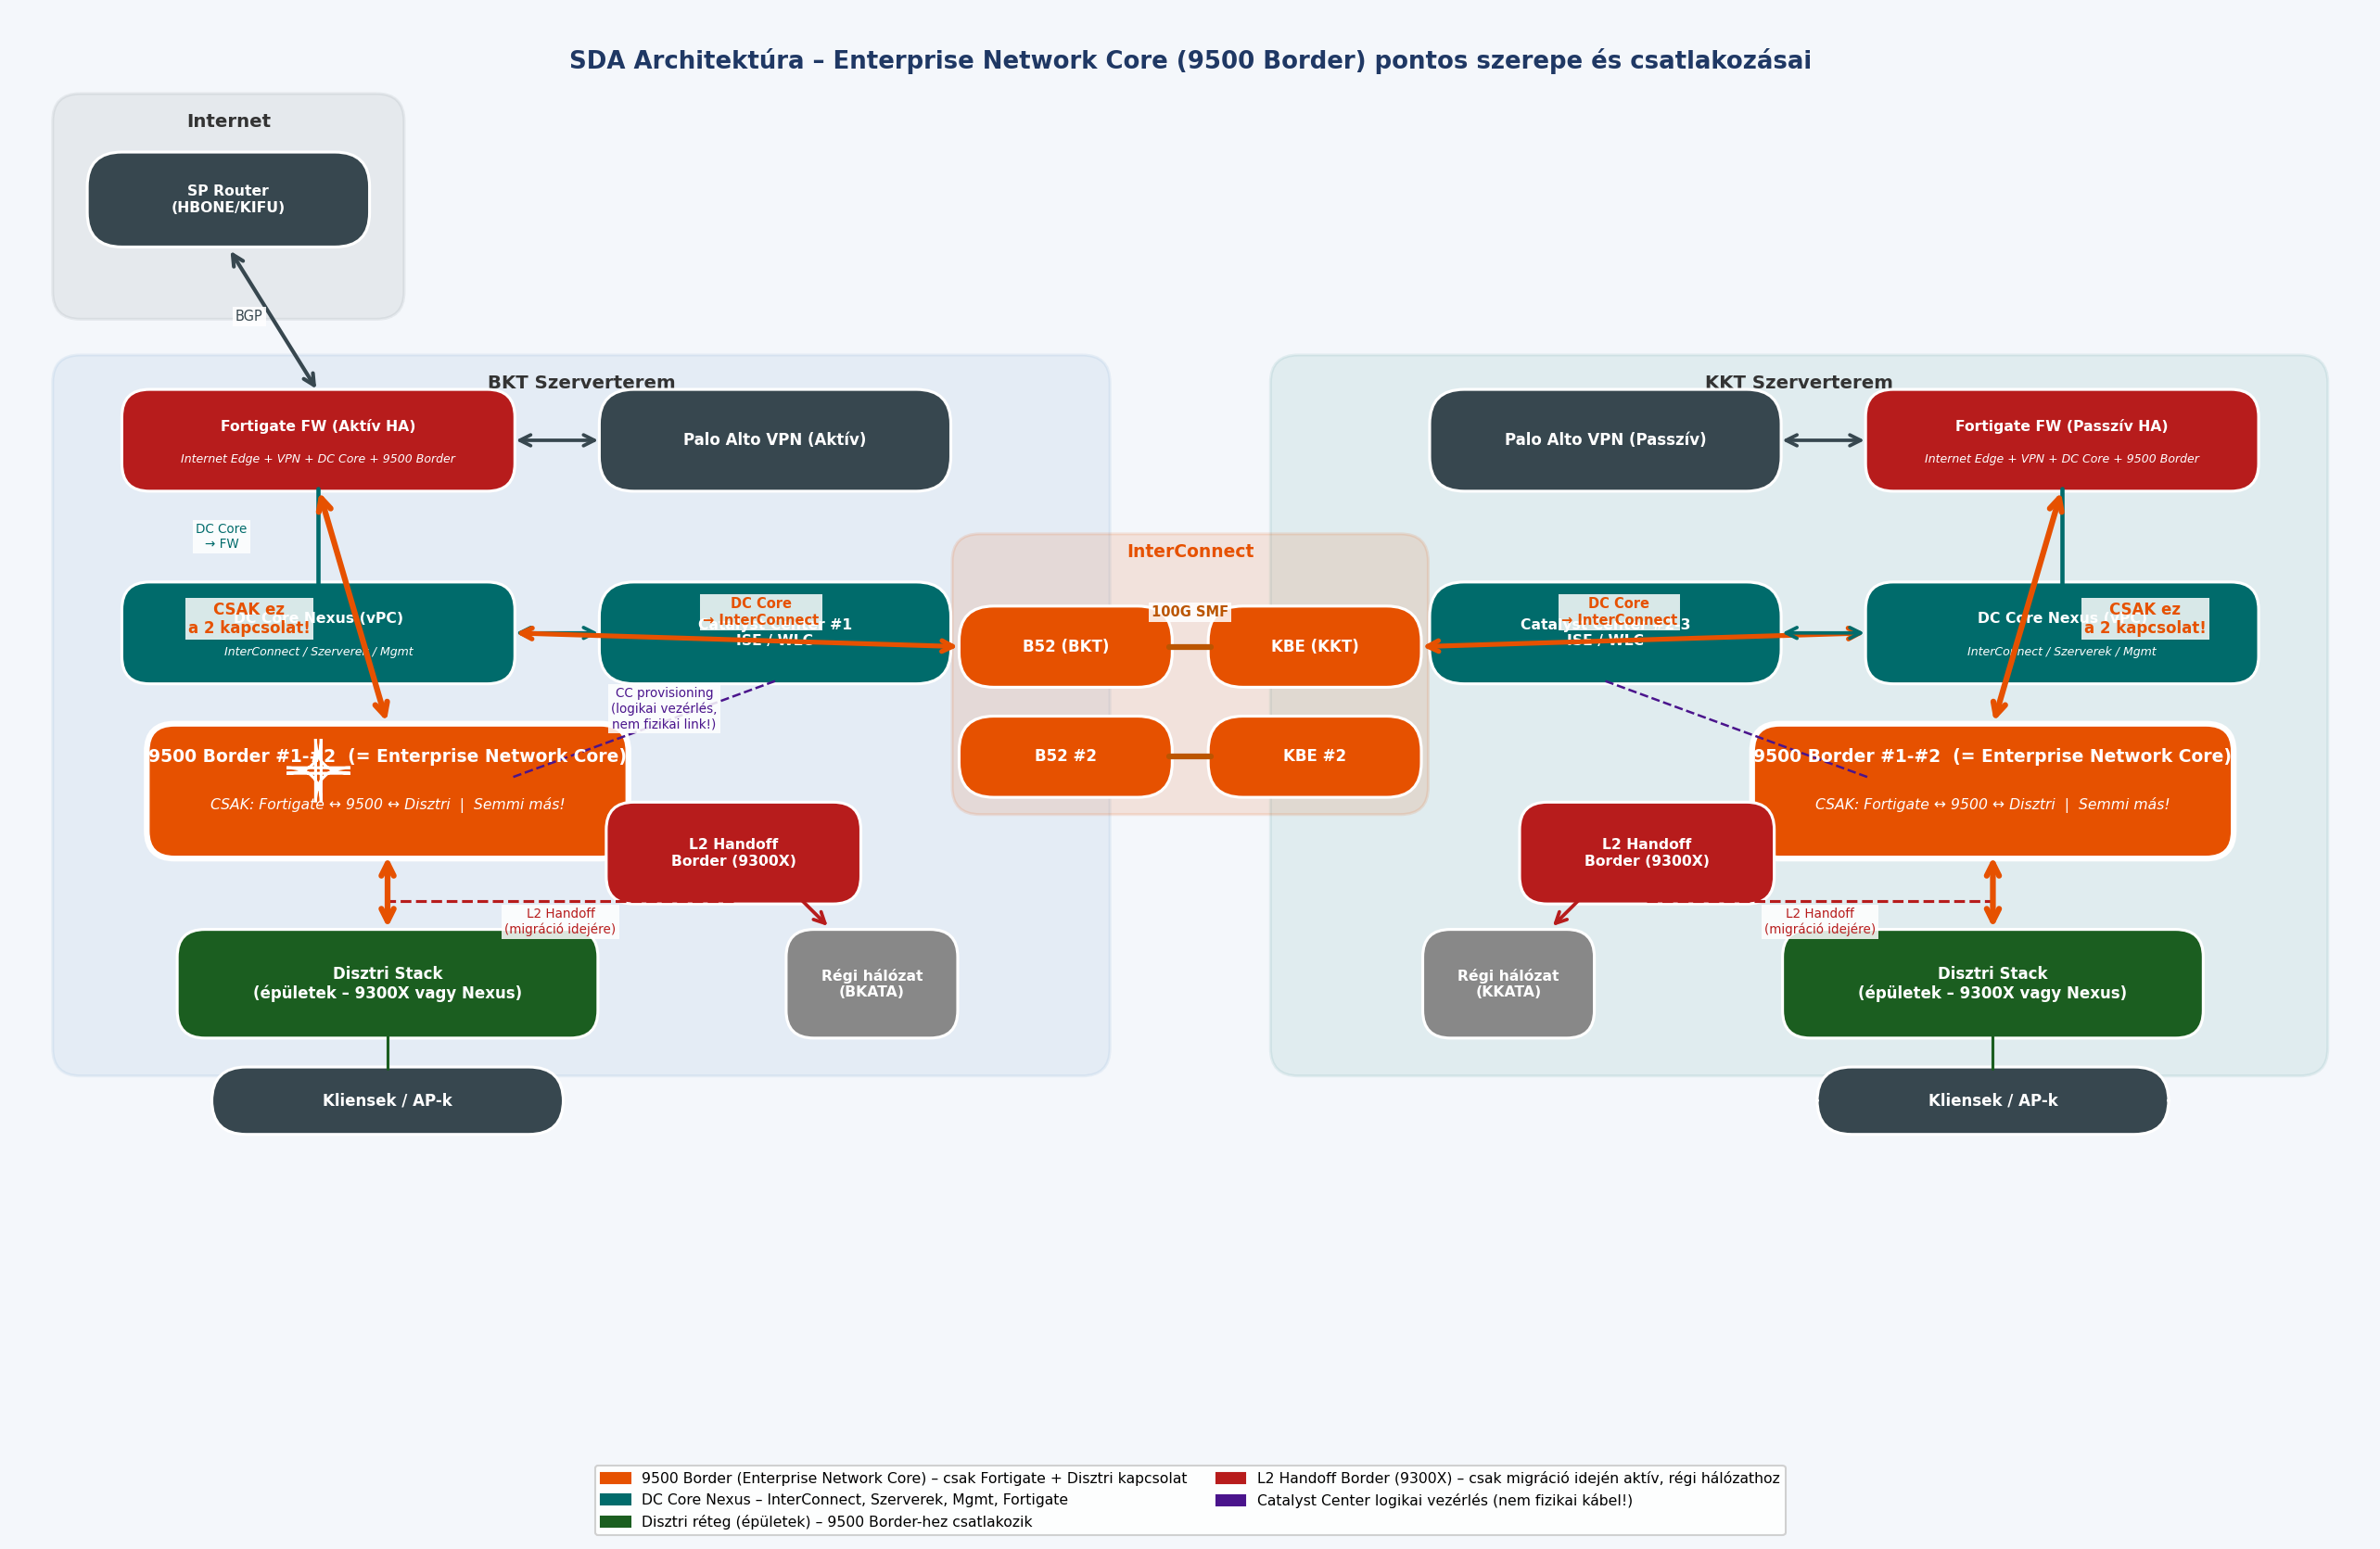 SDA Architektúra – Enterprise Network Core (9500 Border) pontos szerepe és csatlakozásai
Internet
SP Router
(HBONE/KIFU)
BGP
BKT Szerverterem
Fortigate FW (Aktív HA)
Internet Edge + VPN + DC Core + 9500 Border
Palo Alto VPN (Aktív)
DC Core
→ FW
CSAK ez
a 2 kapcsolat!
Nexus (vPC)
InterConnect / Szerverek / Mgmt
DC Core
→ InterConnect
#1
ISE / WLC
CC provisioning
(logikai vezérlés,
nem fizikai link!)
9500 Border #1-#2 (= Enterprise Network Core)
CSAK: Fortigate ↔ 9500 ↔ Disztri | Semmi más!
L2 Handoff
Border (9300X)
L2 Handoff
(migráció idejére)
Disztri Stack
(épületek – 9300X vagy Nexus)
Régi hálózat
(BKATA)
Kliensek / AP-k
InterConnect
100G SMF
B52 (BKT)
KBE (KKT)
B52 #2
KBE #2
KKT Szerverterem
Palo Alto VPN (Passzív)
Fortigate FW (Passzív HA)
Internet Edge + VPN + DC Core + 9500 Border
DC Core
→ InterConnect
ISE / WLC
DC Core Nexus
InterConnect / Szerverek / Mgmt
CSAK ez
a 2 kapcsolat!
9500 Border #1-#2 (= Enterprise Network Core)
CSAK: Fortigate ↔ 9500 ↔ Disztri | Semmi más!
L2 Handoff
Border (9300X)
L2 Handoff
(migráció idejére)
Régi hálózat
(KKATA)
Disztri Stack
(épületek – 9300X vagy Nexus)
Kliensek / AP-k
9500 Border (Enterprise Network Core) – csak Fortigate + Disztri kapcsolat
DC Core Nexus – InterConnect, Szerverek, Mgmt, Fortigate
Disztri réteg (épületek) – 9500 Border-hez csatlakozik
L2 Handoff Border (9300X) – csak migráció idején aktív, régi hálózathoz
Catalyst Center logikai vezérlés (nem fizikai kábel!)